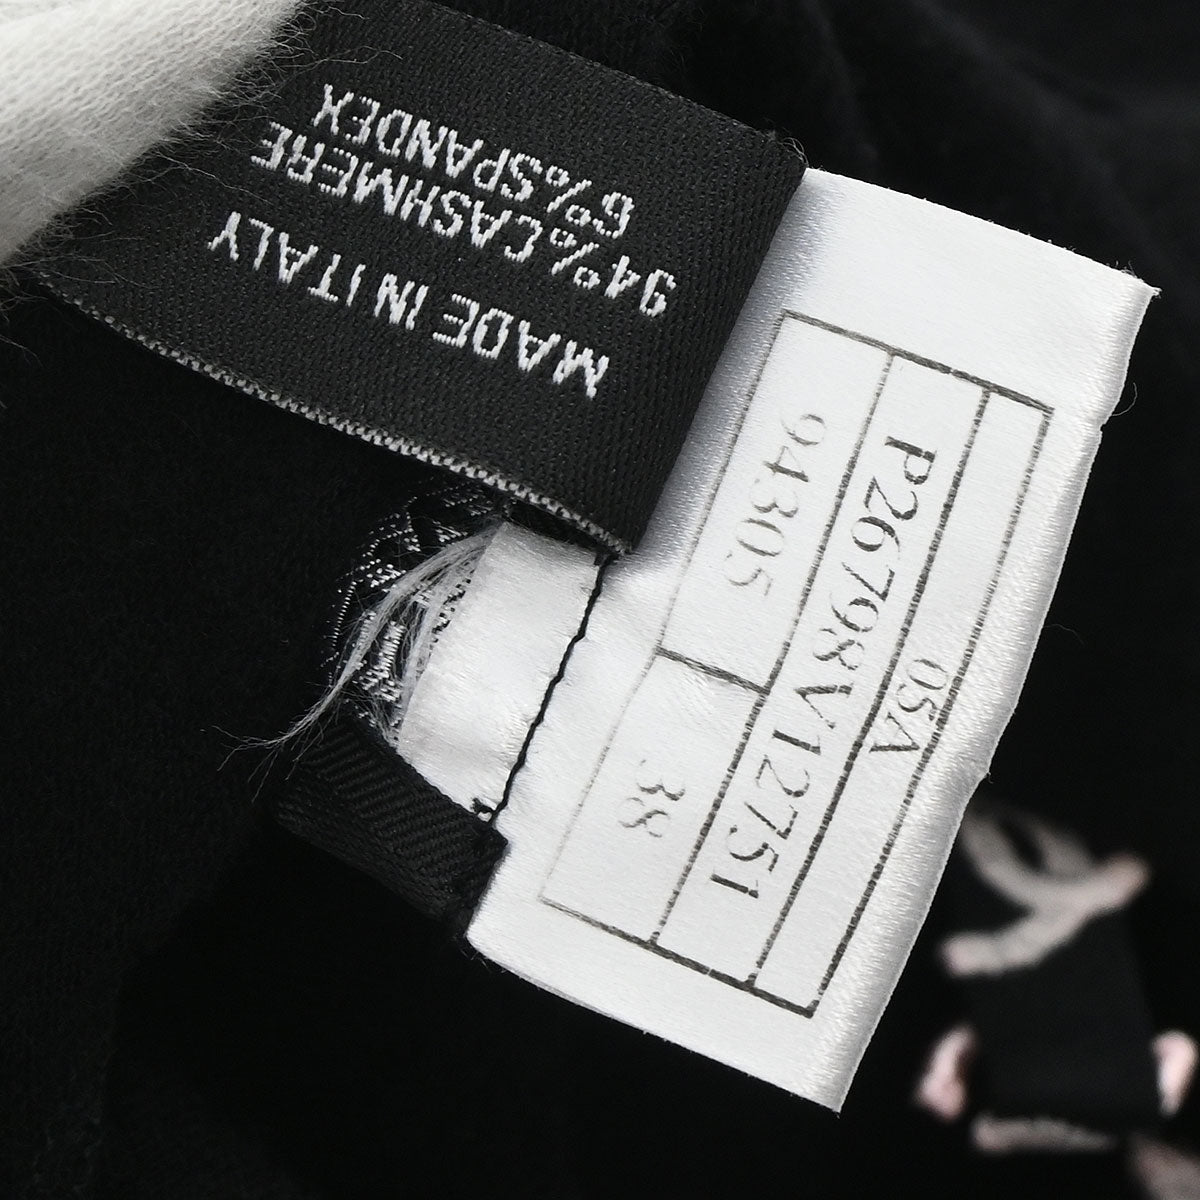 MADE IN ITALY
94%CASHMERE
6%SPANDEX
05A
P26798V12751
94305
38